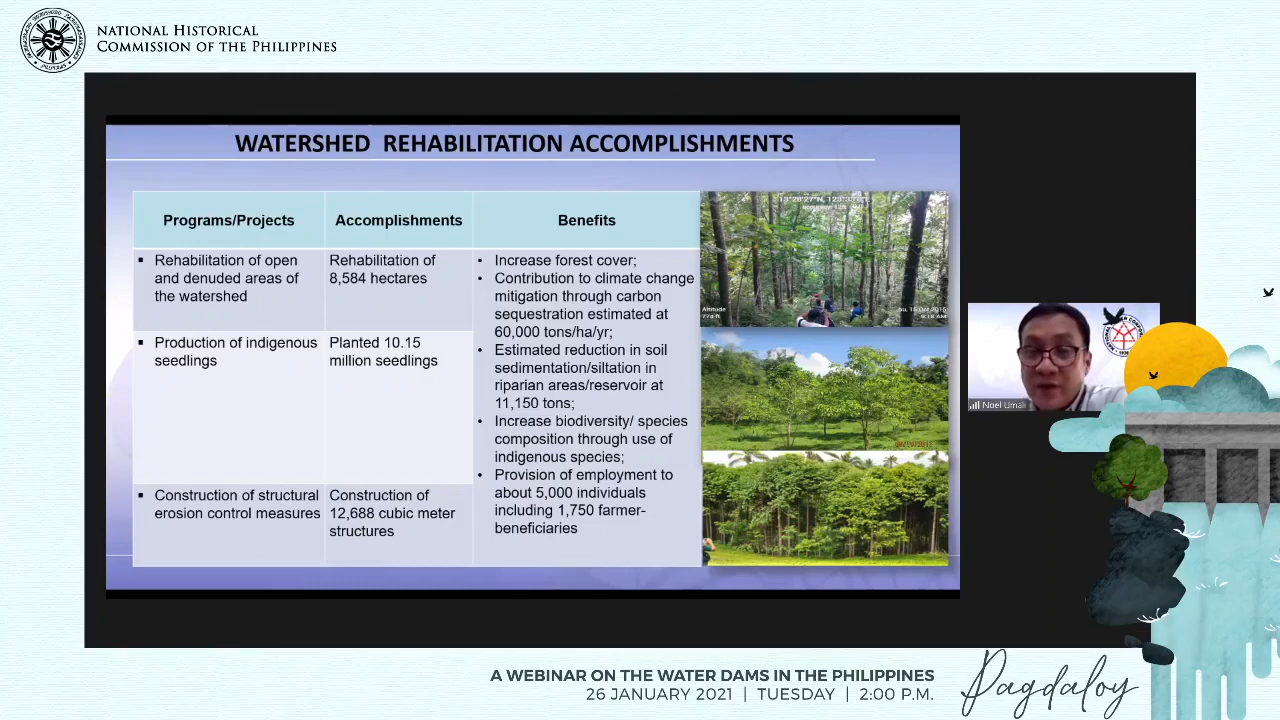 NATIONAL HISTORICAL
COMMISSION OF THE PHILIPPINES
WATERSHED REHABILITATION ACCOMPLISHMENTS
Programs/Projects
Accomplishments
Benefits
▪ Rehabilitation of open
and denuded areas of
the watershed
Rehabilitation of
8,584 hectares
▪ Production of indigenous
seedlings
Planted 10.15
million seedlings
▪ Construction of structural
erosion control measures
Construction of
12,688 cubic meter
structures
• Increase forest cover;
• Contribution to climate change
mitigation through carbon
sequestration estimated at
60,000 tons/ha/yr;
• Estimated reduction in soil
sedimentation/siltation in
riparian areas/reservoir at
11,150 tons;
• Increase biodiversity/ species
composition through use of
indigenous species;
• Provision of employment to
about 5,000 individuals
including 1,750 farmer-
beneficiaries
Altitude
774-ft
9:18 AM
Noel Umali
A WEBINAR ON THE WATER DAMS IN THE PHILIPPINES
26 JANUARY 2021 | TUESDAY | 2:00 P.M.
Pagdaloy